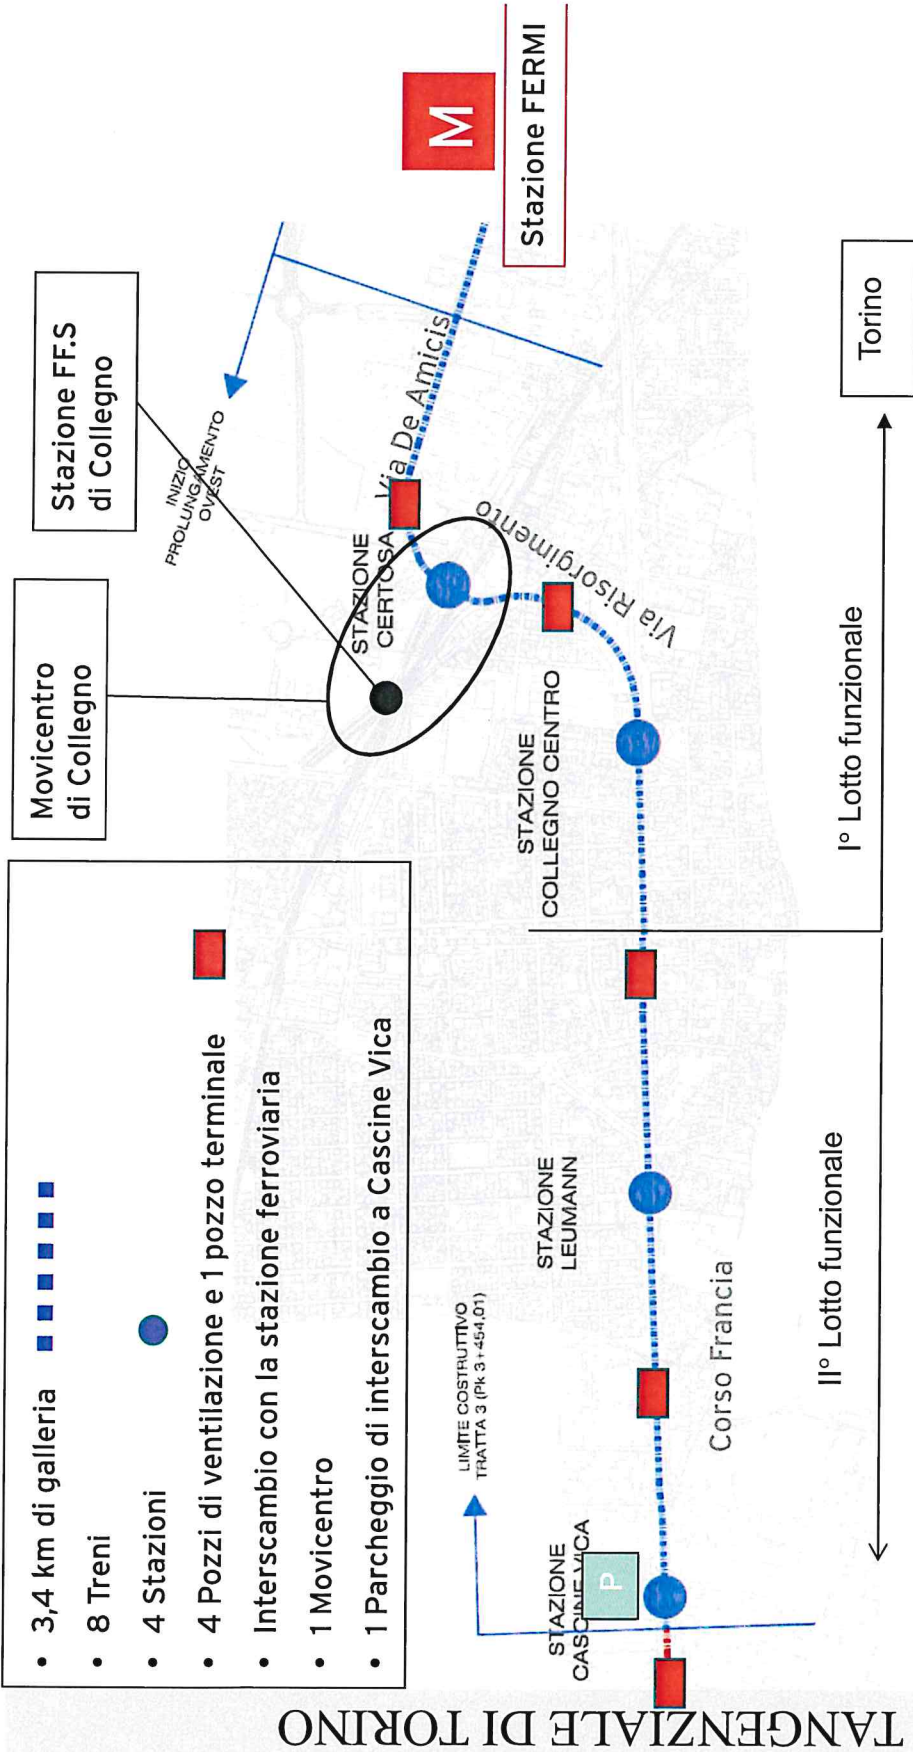 TANGENZIALE DI TORINO
• 3,4 km di galleria
• 8 Treni
• 4 Stazioni
• 4 Pozzi di ventilazione e 1 pozzo terminale
• Interscambio con la stazione ferroviaria
• 1 Movicentro
• 1 Parcheggio di interscambio a Cascine Vica
Movicentro
di Collegno
Stazione FF.S
di Collegno
INIZIO
PROLUNGAMENTO
OVEST
M
Stazione FERMI
Via De Amicis
STAZIONE
CERTOSA
Via Risorgimento
STAZIONE
COLLEGNO CENTRO
STAZIONE
LEUMANN
LIMITE COSTRUTTIVO
TRATTA 3 (Pk 3+454,01)
STAZIONE
CASCINE VICA
P
Corso Francia
II° Lotto funzionale
I° Lotto funzionale
Torino